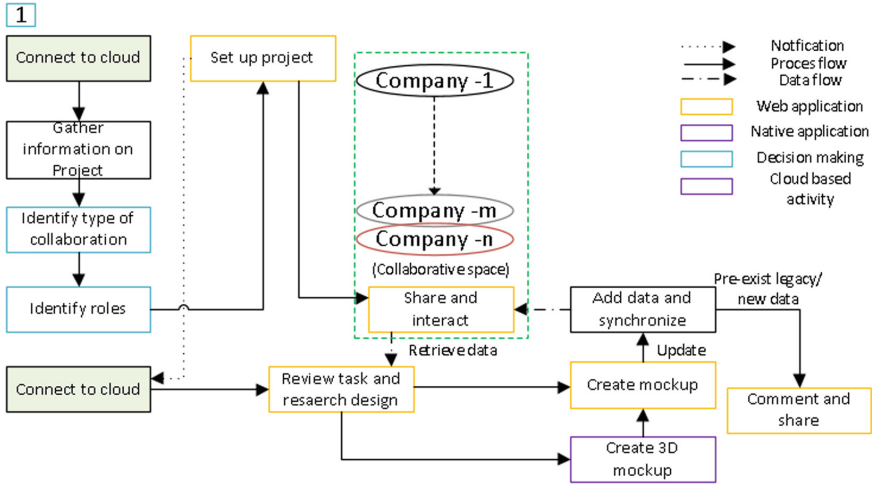 1
Connect to cloud
Gather
information on
Project
Identify type of
collaboration
Identify roles
Connect to cloud
Set up project
Company -1
Company -m
Company -n
(Collaborative space)
Share and
interact
Retrieve data
Review task and
resaerch design
Add data and
synchronize
Update
Create mockup
Create 3D
mockup
Pre-exist legacy/
new data
Comment and
share
Notfication
Proces flow
Data flow
Web application
Native application
Decision making
Cloud based
activity